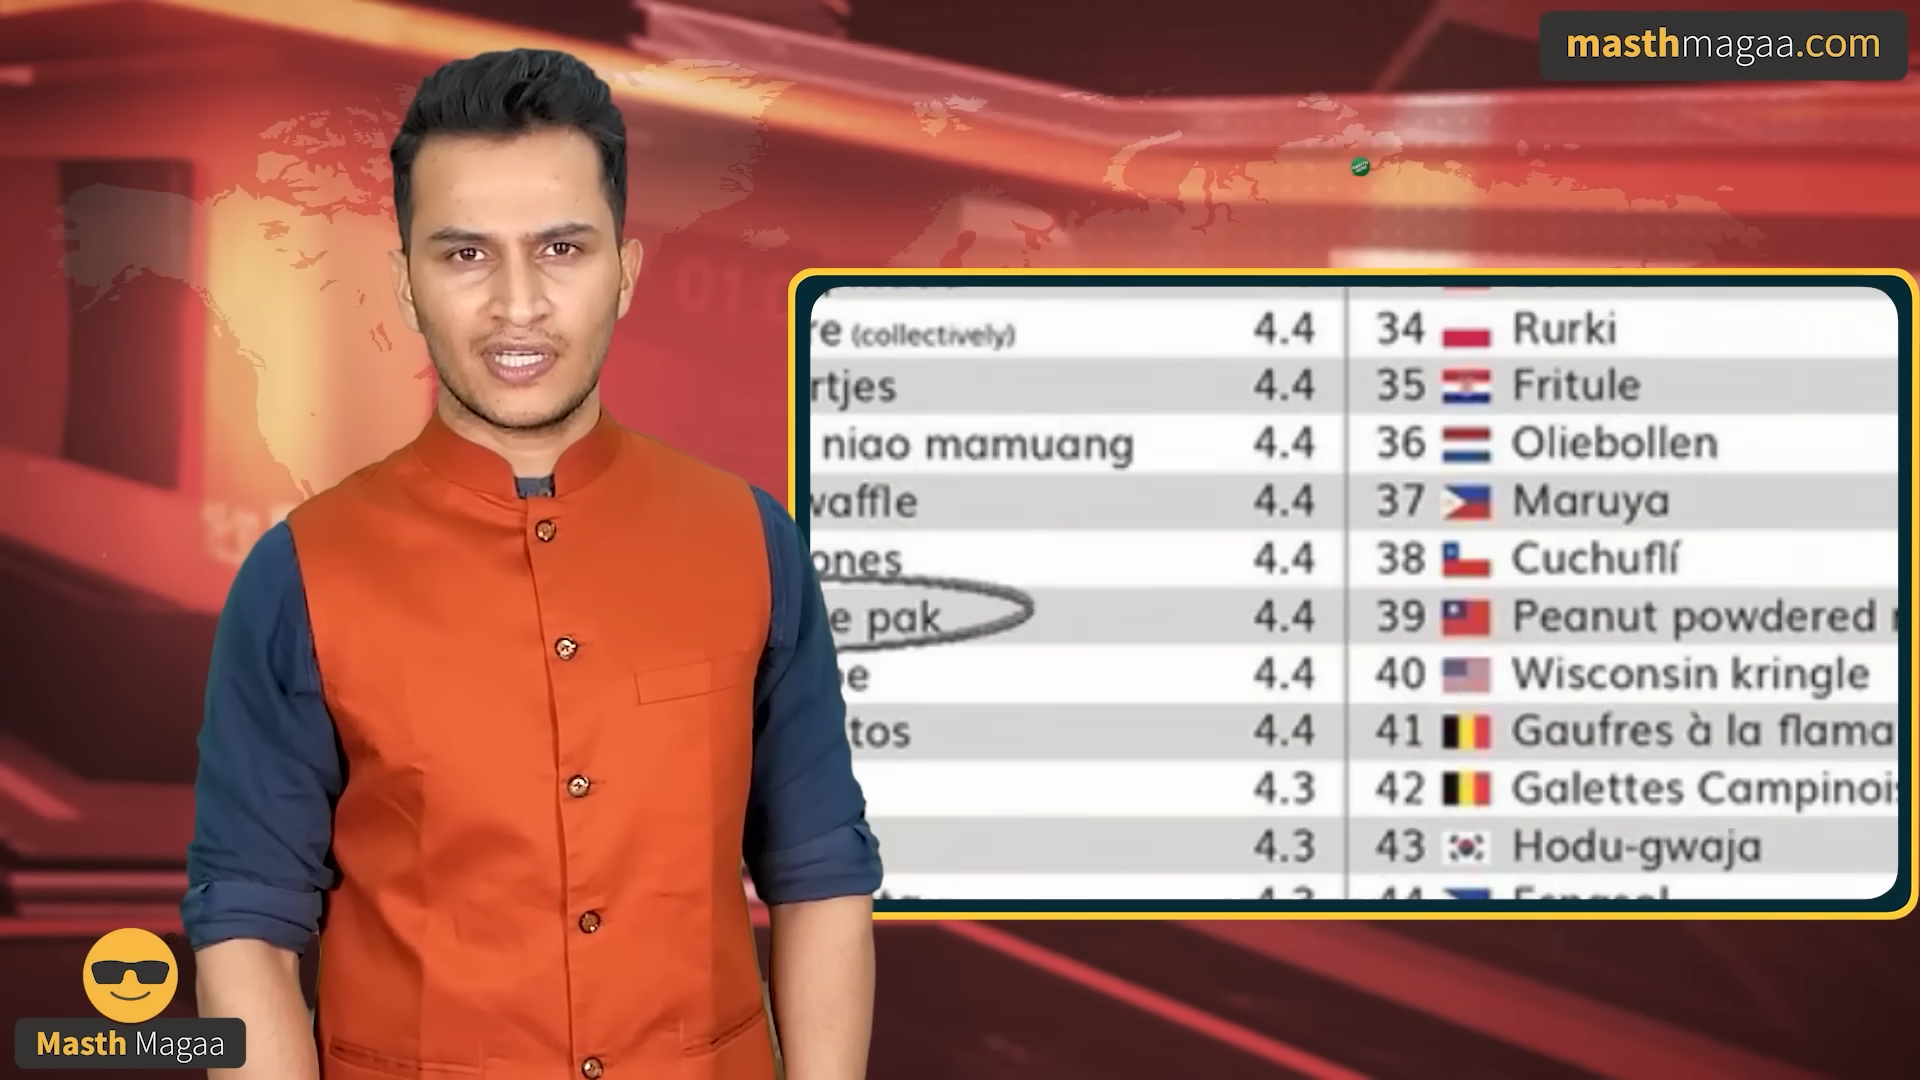 masthmagaa.com
re (collectively) 4.4 34 Rurki
rtjes 4.4 35 Fritule
niao mamuang 4.4 36 Oliebollen
waffle 4.4 37 Maruya
ones 4.4 38 Cuchuflí
e pak 4.4 39 Peanut powdered
4.4 40 Wisconsin kringle
tos 4.4 41 Gaufres à la flama
4.3 42 Galettes Campinois
4.3 43 Hodu-gwaja
Masth Magaa